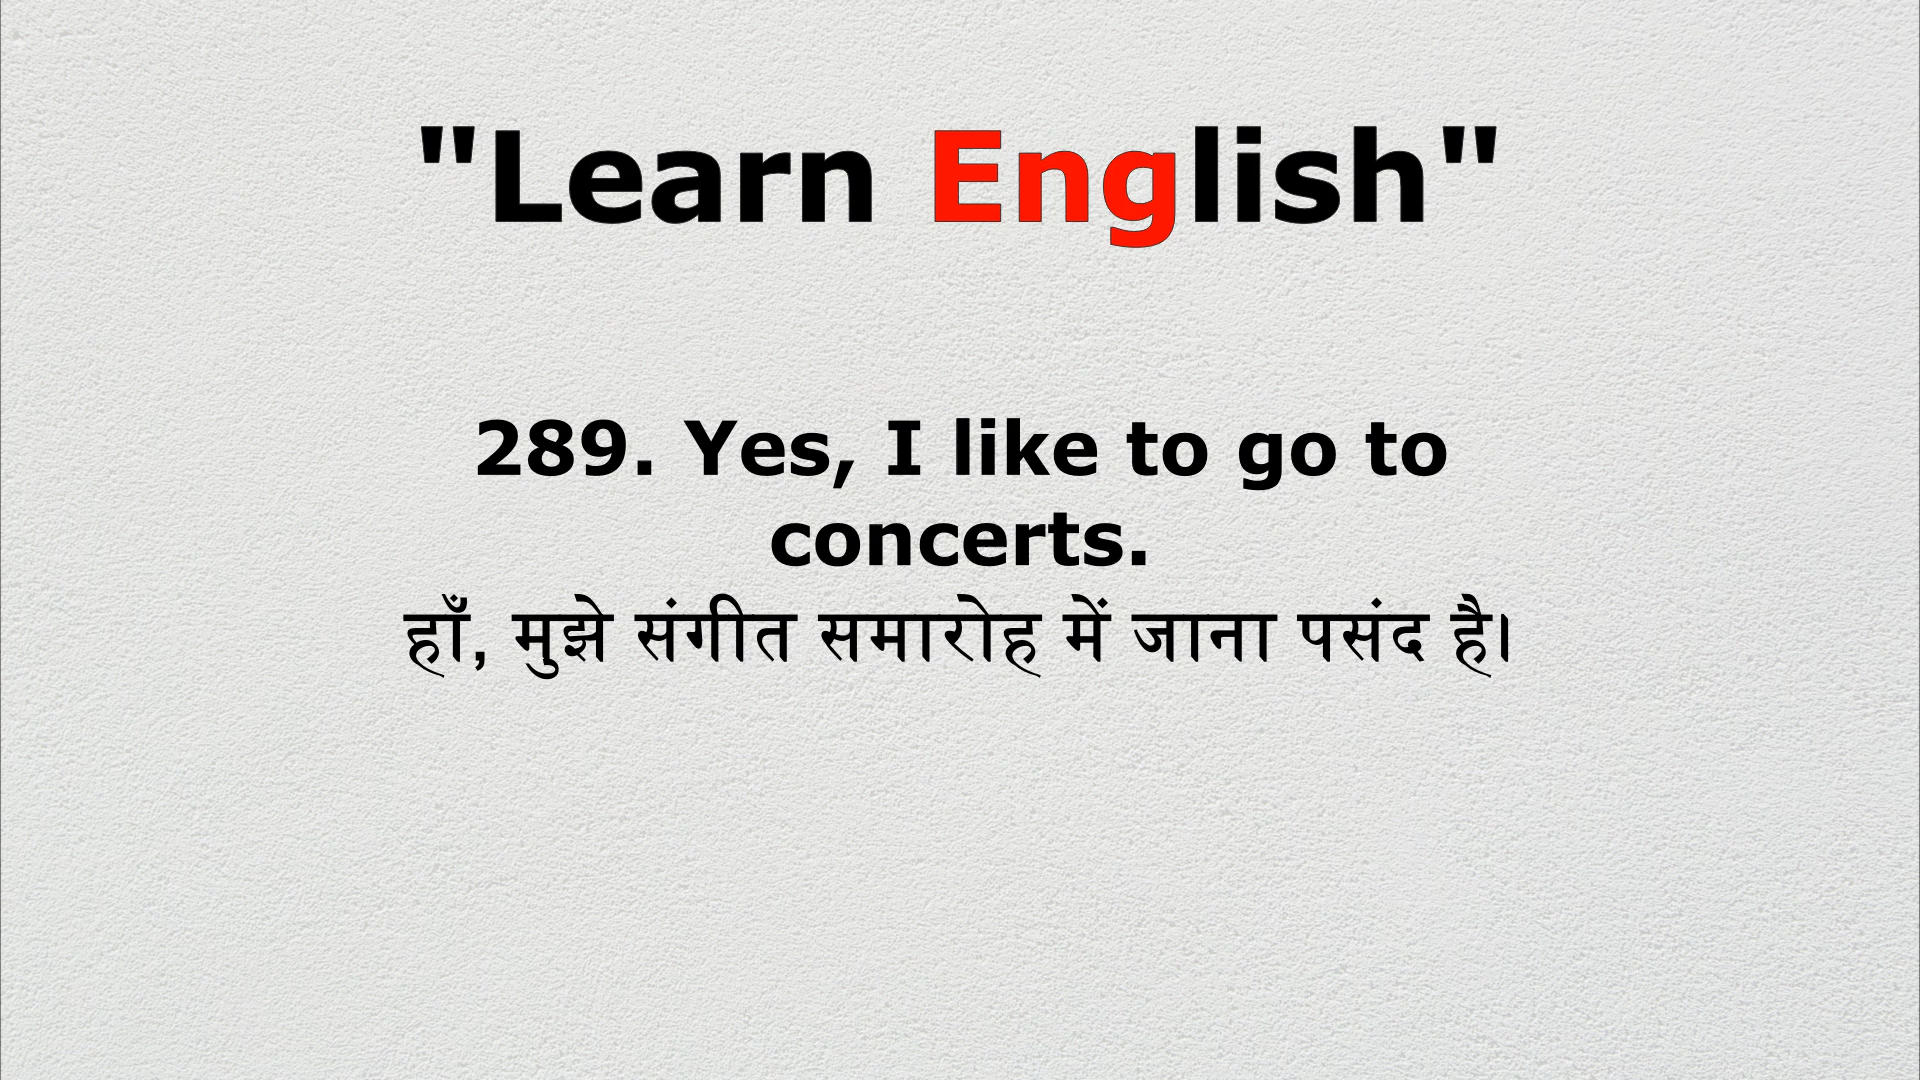 "Learn English"
289. Yes, I like to go to
concerts.
हाँ, मुझे संगीत समारोह में जाना पसंद है।